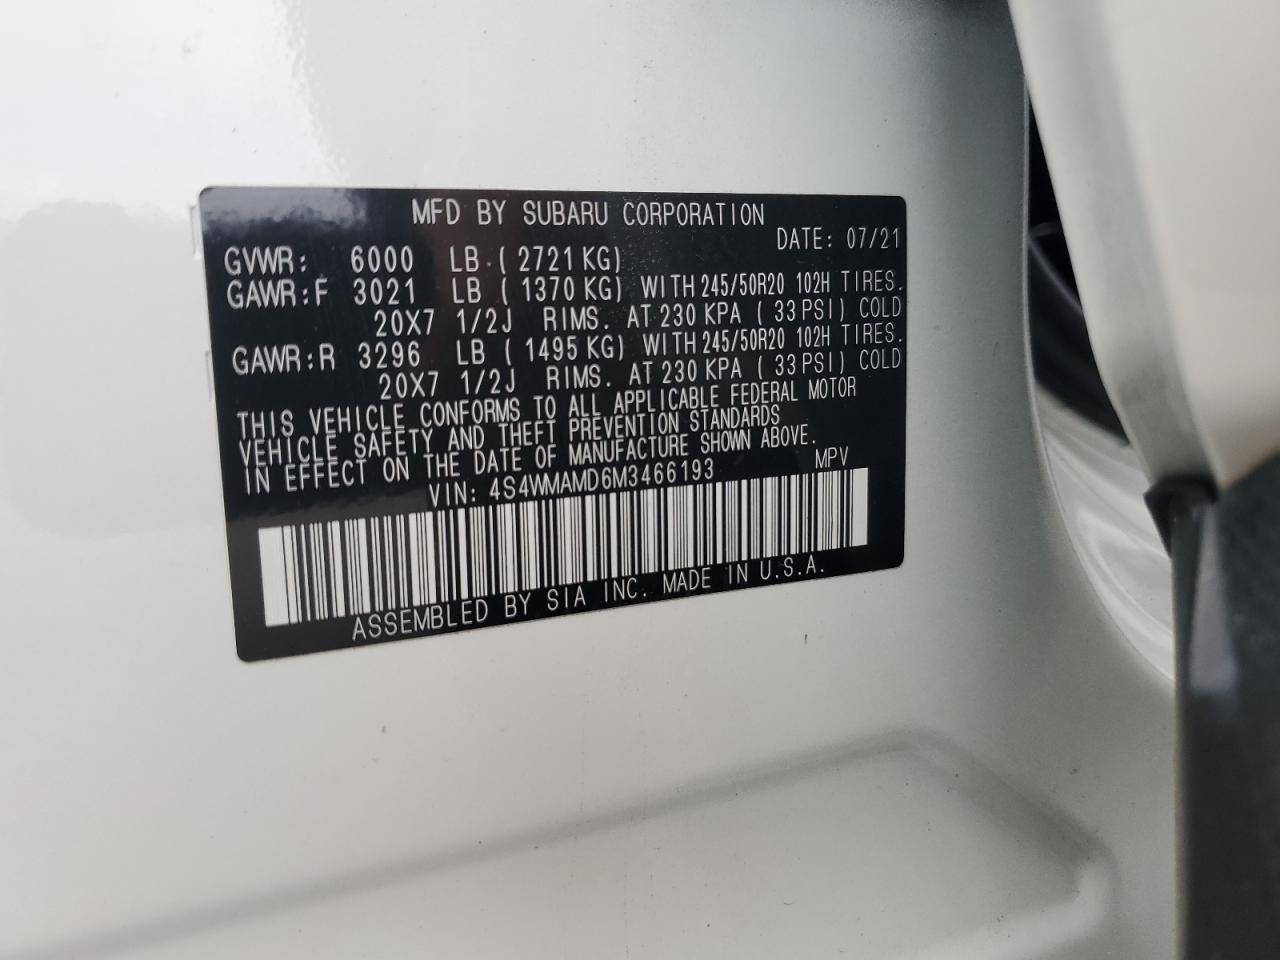 MFD BY SUBARU CORPORATION
DATE: 07/21
GVWR: 6000 LB ( 2721 KG)
GAWR:F 3021 LB ( 1370 KG) WITH 245/50R20 102H TIRES.
20X7 1/2J RIMS. AT 230 KPA ( 33 PSI) COLD
GAWR:R 3296 LB ( 1495 KG) WITH 245/50R20 102H TIRES.
20X7 1/2J RIMS. AT 230 KPA ( 33 PSI) COLD
THIS VEHICLE CONFORMS TO ALL APPLICABLE FEDERAL MOTOR
VEHICLE SAFETY AND THEFT PREVENTION STANDARDS
IN EFFECT ON THE DATE OF MANUFACTURE SHOWN ABOVE.
VIN: 4S4WMAMD6M3466193 MPV
ASSEMBLED BY SIA INC. MADE IN U.S.A.